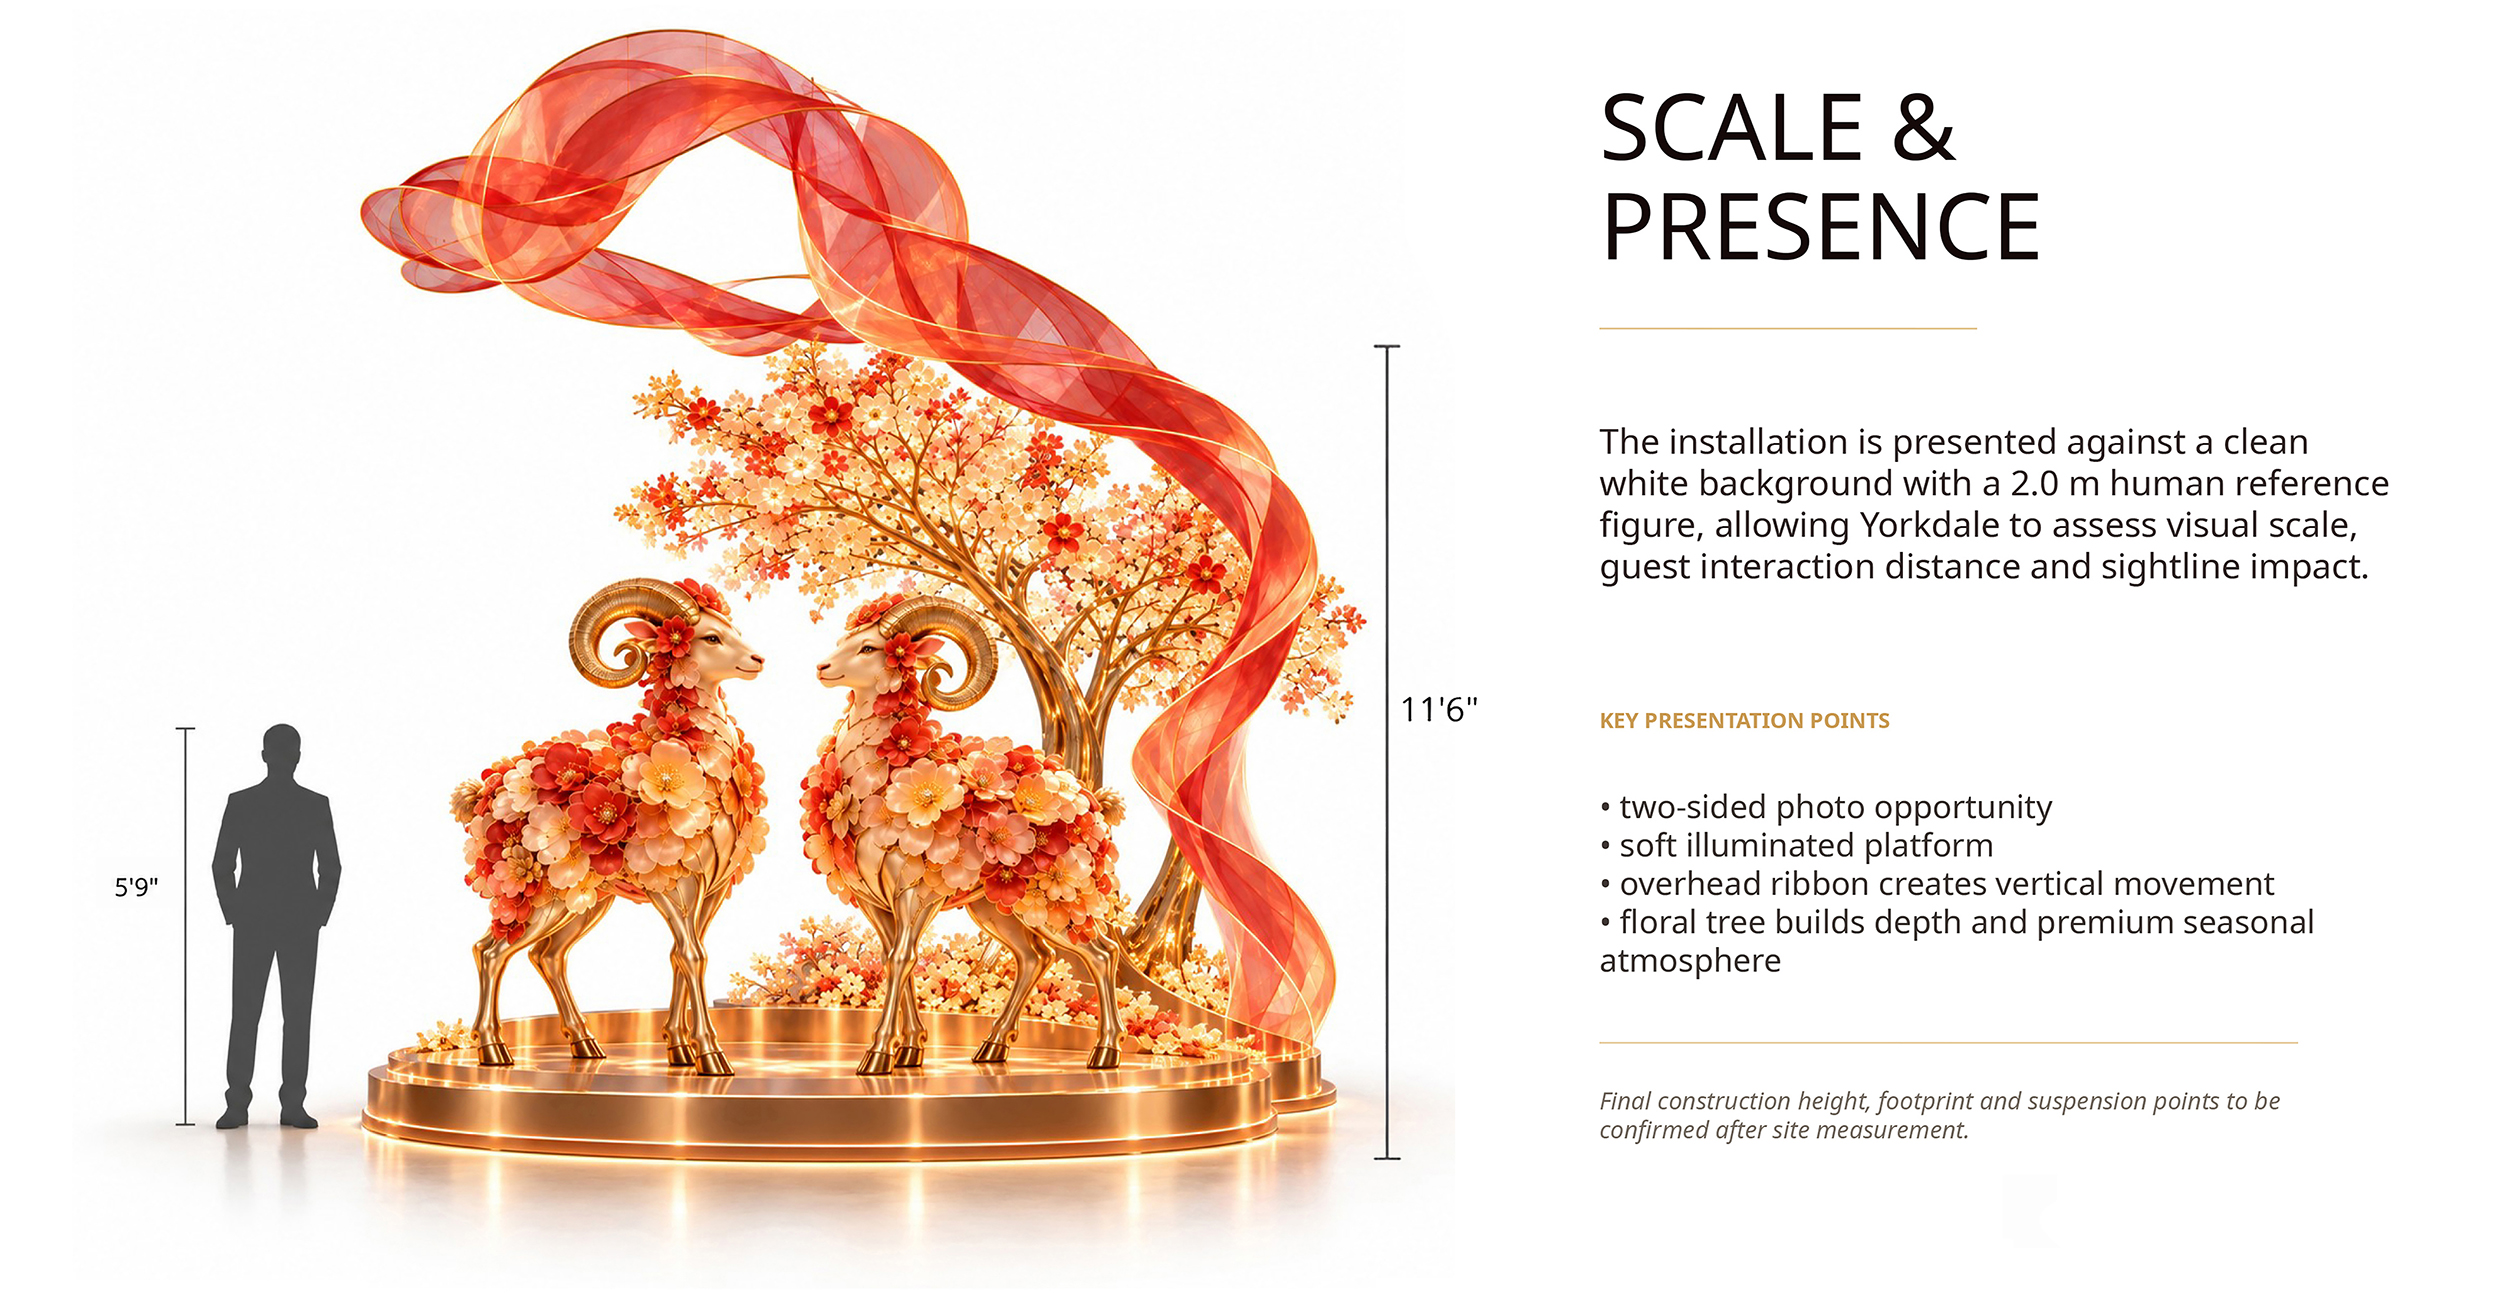 SCALE &
PRESENCE
The installation is presented against a clean
white background with a 2.0 m human reference
figure, allowing Yorkdale to assess visual scale,
guest interaction distance and sightline impact.
11'6"
KEY PRESENTATION POINTS
• two-sided photo opportunity
• soft illuminated platform
• overhead ribbon creates vertical movement
• floral tree builds depth and premium seasonal
atmosphere
5'9"
Final construction height, footprint and suspension points to be
confirmed after site measurement.